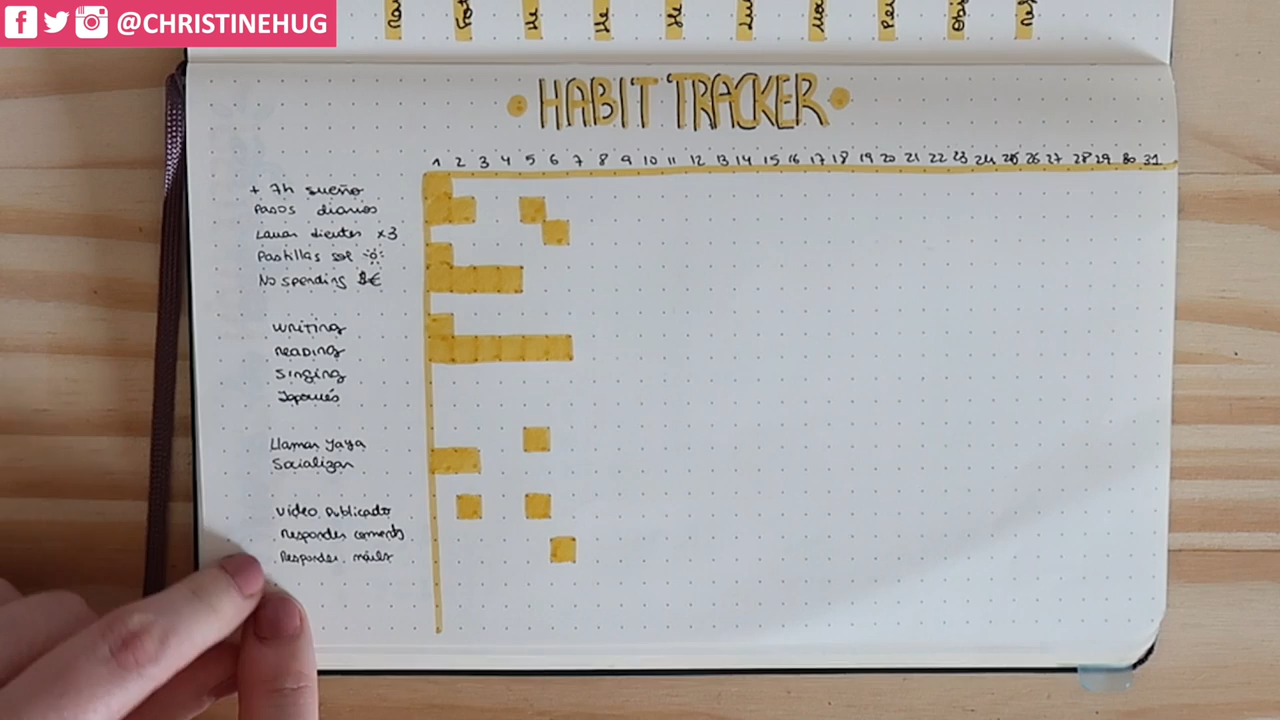 @CHRISTINEHUG
HABIT TRACKER
1 2 3 4 5 6 7 8 9 10 11 12 13 14 15 16 17 18 19 20 21 22 23 24 25 26 27 28 29 30 31
+ 7h sueño
Pasos diarios
Lavar dientes x3
Pastillas sol
No spending $€
writing
reading
singing
Japonés
Llamar yaya
Socializar
Vídeo publicado
Responder coments
Responder mails